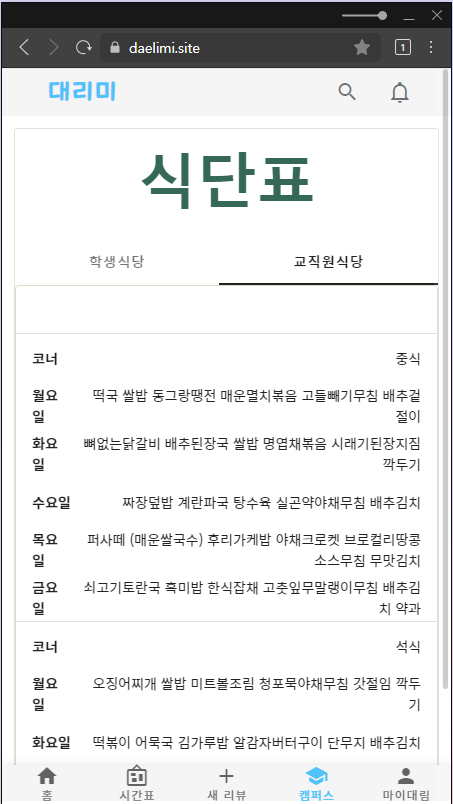 daelimi.site
1
대리미
식단표
학생식당 교직원식당
코너 중식
월요일 떡국 쌀밥 동그랑땡전 매운멸치볶음 고들빼기무침 배추겉
절이
화요일 뼈없는닭갈비 배추된장국 쌀밥 명엽채볶음 시래기된장지짐
깍두기
수요일 짜장덮밥 계란파국 탕수육 실곤약야채무침 배추김치
목요일 퍼사떼 (매운쌀국수) 후리가케밥 야채크로켓 브로컬리땅콩
소스무침 무맛김치
금요일 쇠고기토란국 흑미밥 한식잡채 고춧잎무말랭이무침 배추김
치 약과
코너 석식
월요일 오징어찌개 쌀밥 미트볼조림 청포묵야채무침 갓절임 깍두
기
화요일 떡볶이 어묵국 김가루밥 알감자버터구이 단무지 배추김치
홈 시간표 새 리뷰 캠퍼스 마이대림